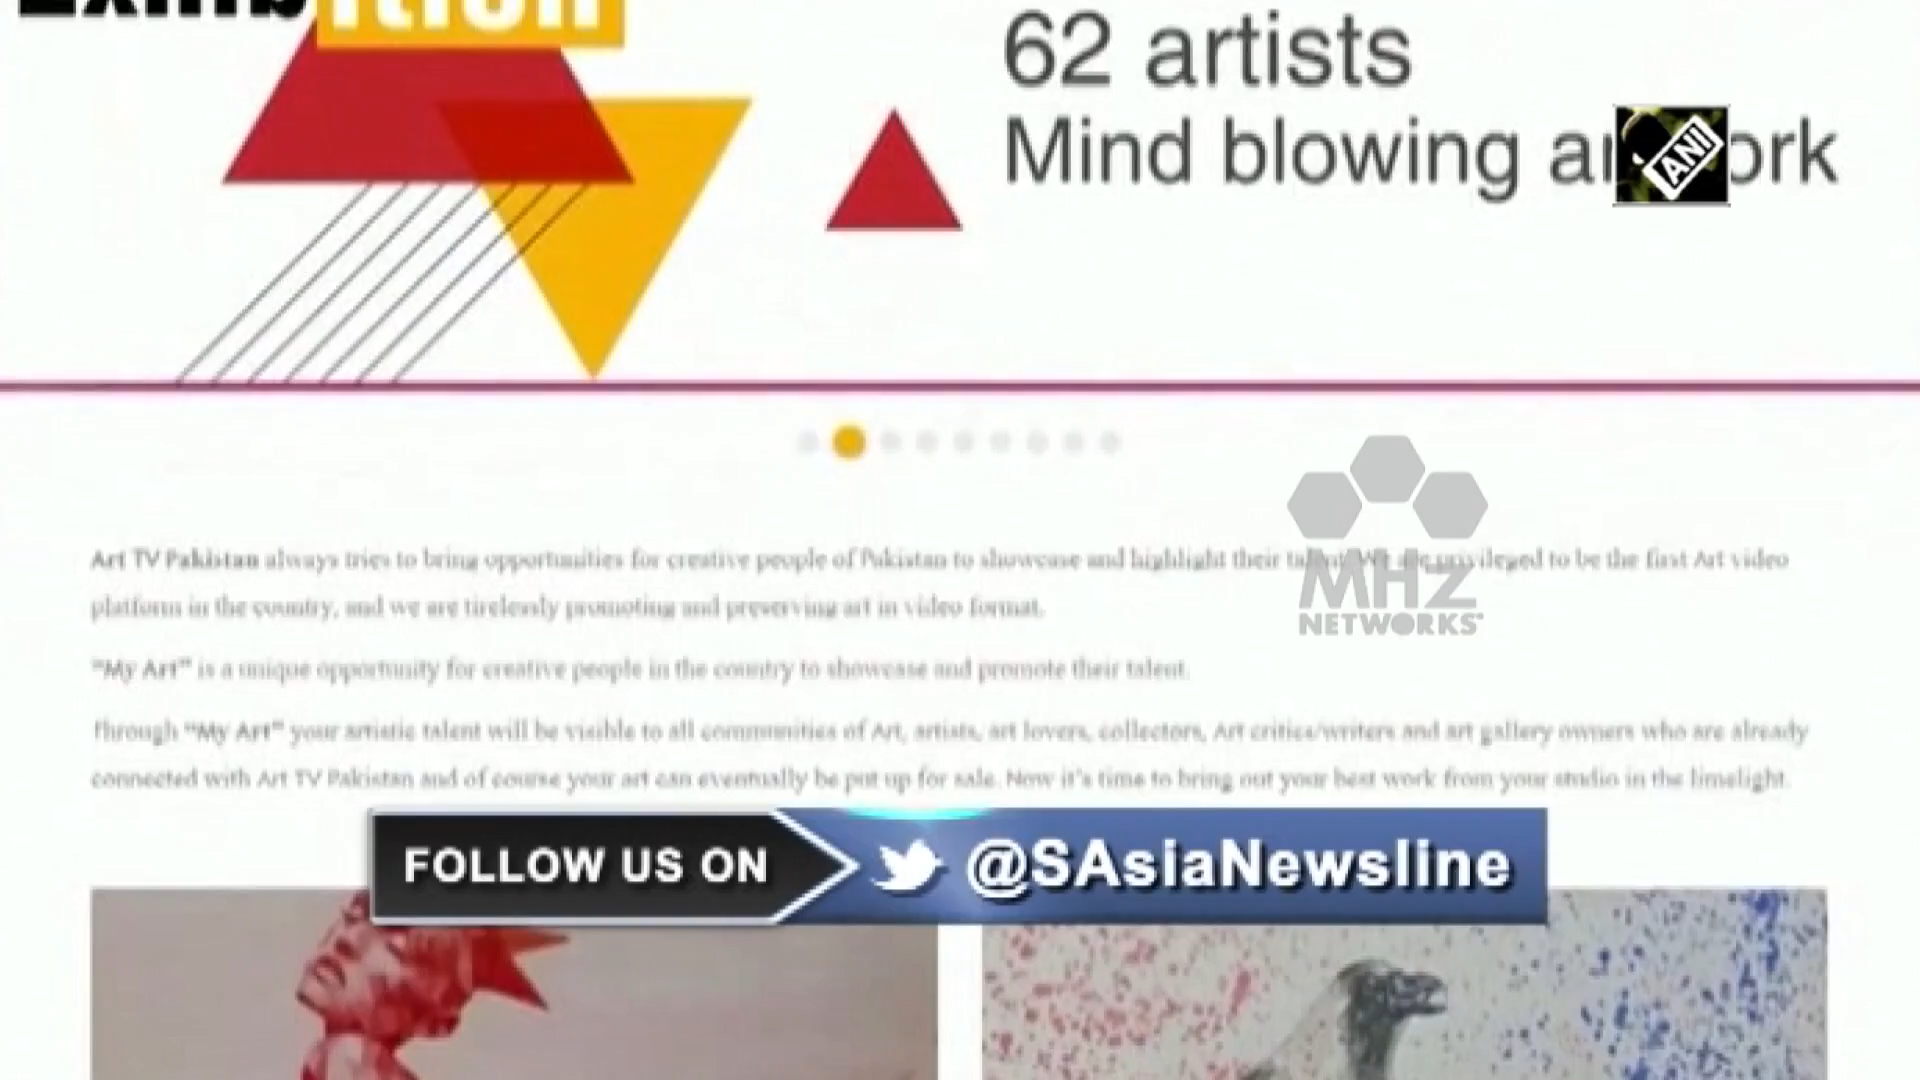 Exhibition
62 artists
Mind blowing ar ork
ANI
Art TV Pakistan always tries to bring opportunities for creative people of Pakistan to showcase and highlight their talent. We are privileged to be the first Art video
platform in the country, and we are tirelessly promoting and preserving art in video format.
MHz
NETWORKS
"My Art" is a unique opportunity for creative people in the country to showcase and promote their talent.
Through "My Art" your artistic talent will be visible to all communities of Art, artists, art lovers, collectors, Art critics/writers and art gallery owners who are already
connected with Art TV Pakistan and of course your art can eventually be put up for sale. Now it's time to bring out your best work from your studio in the limelight.
FOLLOW US ON @SAsiaNewsline